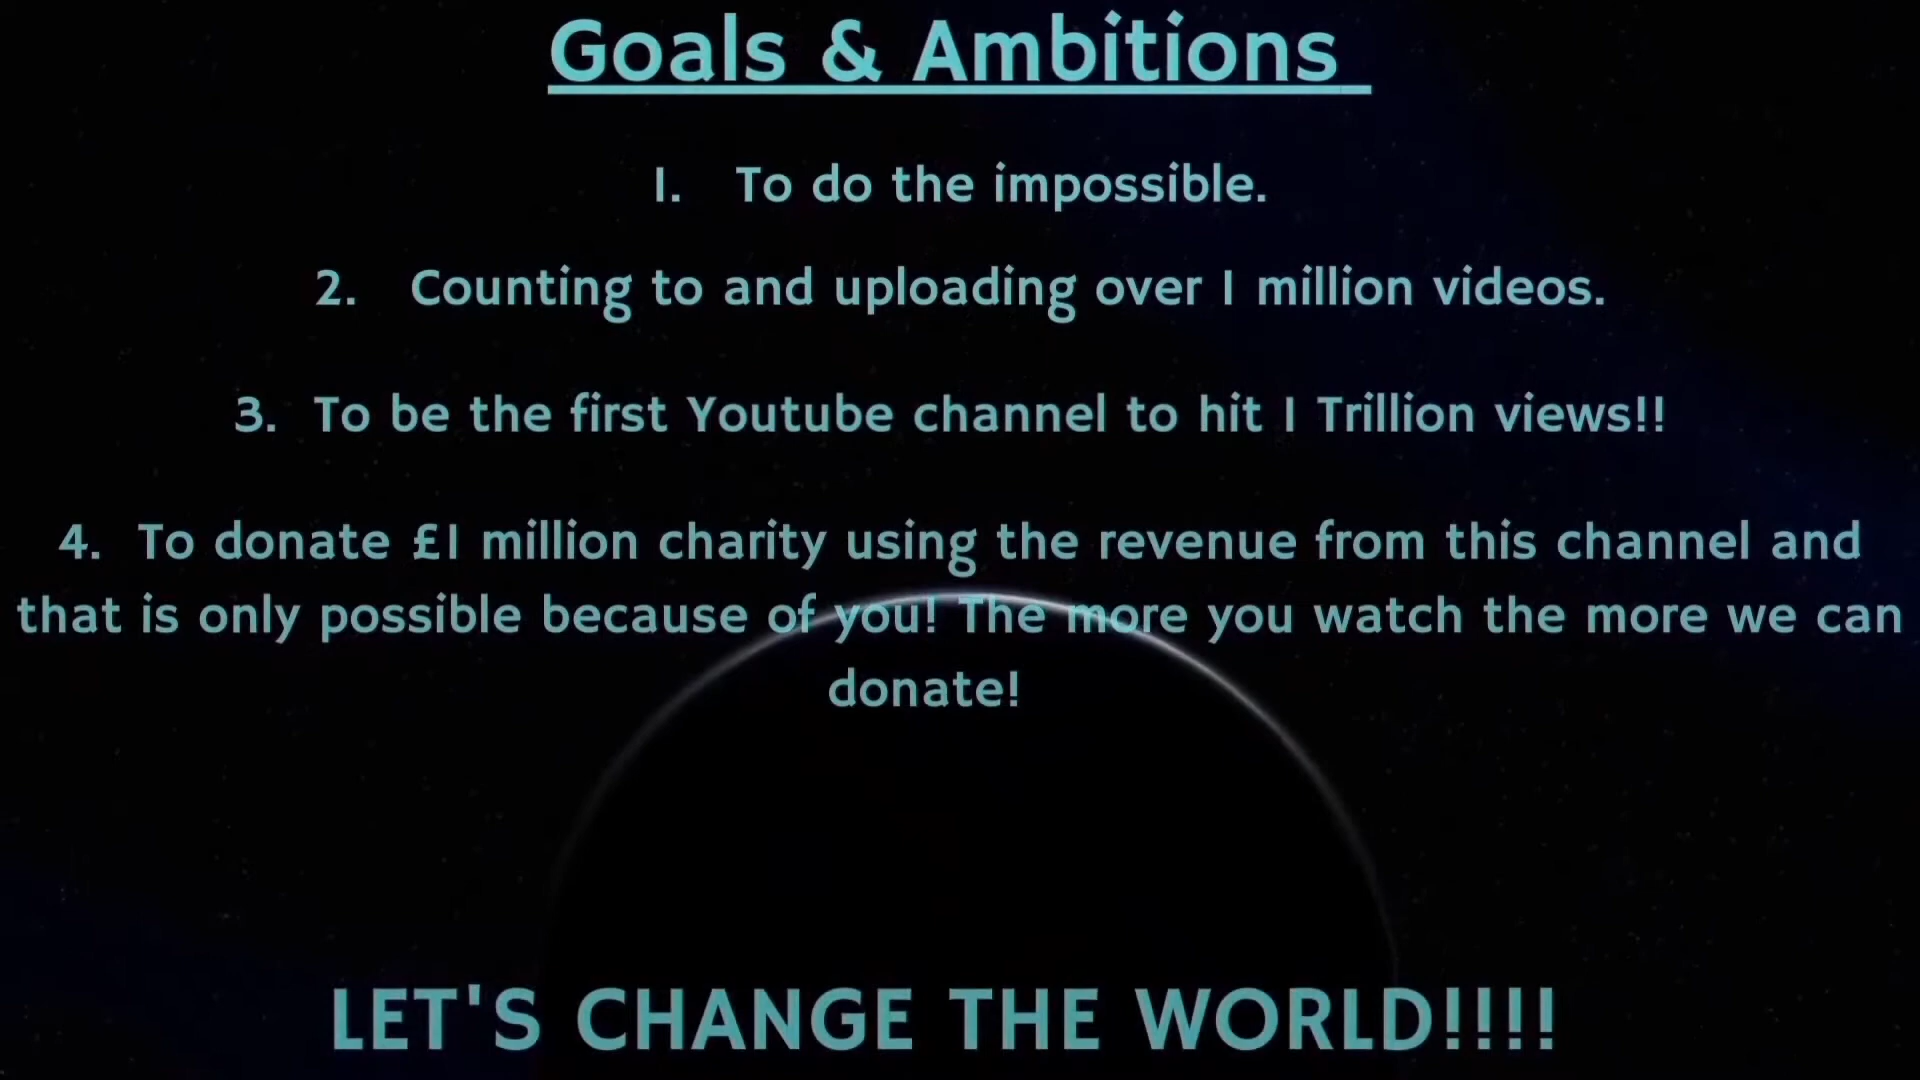 Goals & Ambitions
1. To do the impossible.
2. Counting to and uploading over 1 million videos.
3. To be the first Youtube channel to hit 1 Trillion views!!
4. To donate £1 million charity using the revenue from this channel and
that is only possible because of you! The more you watch the more we can
donate!
LET'S CHANGE THE WORLD!!!!